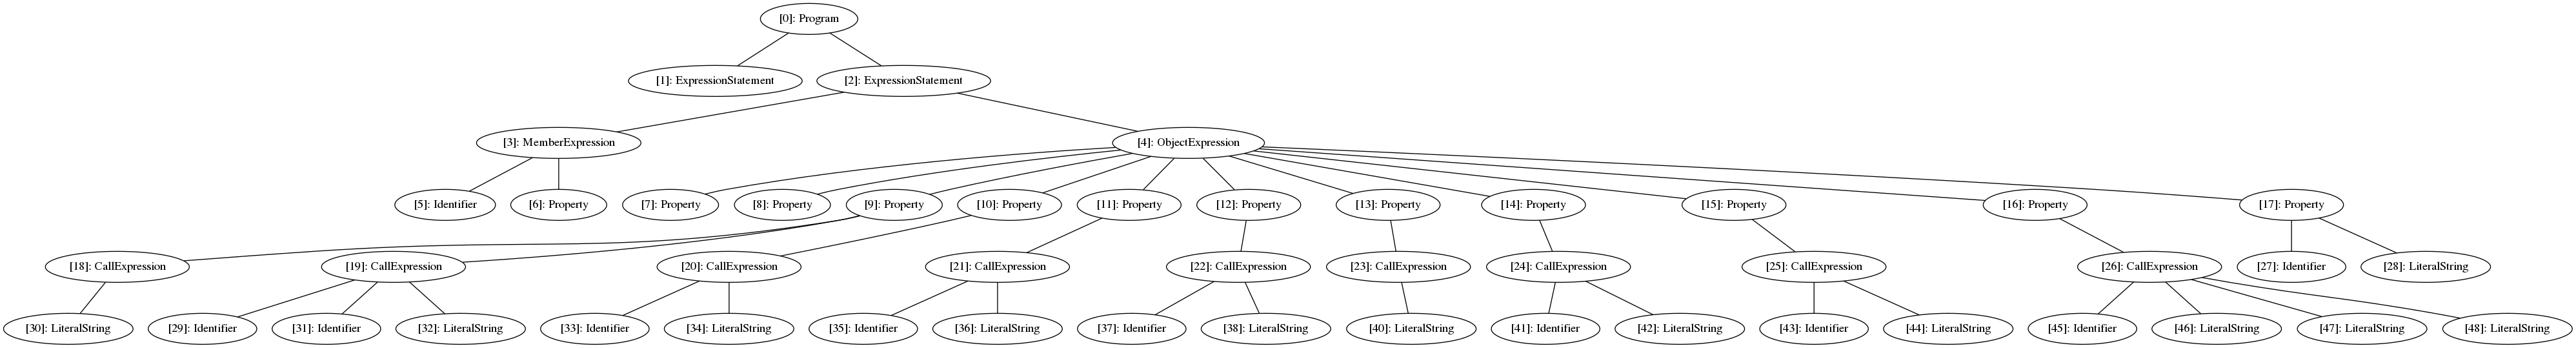 [0]: Program
[1]: ExpressionStatement
[2]: ExpressionStatement
[3]: MemberExpression
[4]: ObjectExpression
[5]: Identifier
[6]: Property
[7]: Property
[8]: Property
[9]: Property
[10]: Property
[11]: Property
[12]: Property
[13]: Property
[14]: Property
[15]: Property
[16]: Property
[17]: Property
[18]: CallExpression
[19]: CallExpression
[20]: CallExpression
[21]: CallExpression
[22]: CallExpression
[23]: CallExpression
[24]: CallExpression
[25]: CallExpression
[26]: CallExpression
[27]: Identifier
[28]: LiteralString
[30]: LiteralString
[29]: Identifier
[31]: Identifier
[32]: LiteralString
[33]: Identifier
[34]: LiteralString
[35]: Identifier
[36]: LiteralString
[37]: Identifier
[38]: LiteralString
[40]: LiteralString
[41]: Identifier
[42]: LiteralString
[43]: Identifier
[44]: LiteralString
[45]: Identifier
[46]: LiteralString
[47]: LiteralString
[48]: LiteralString